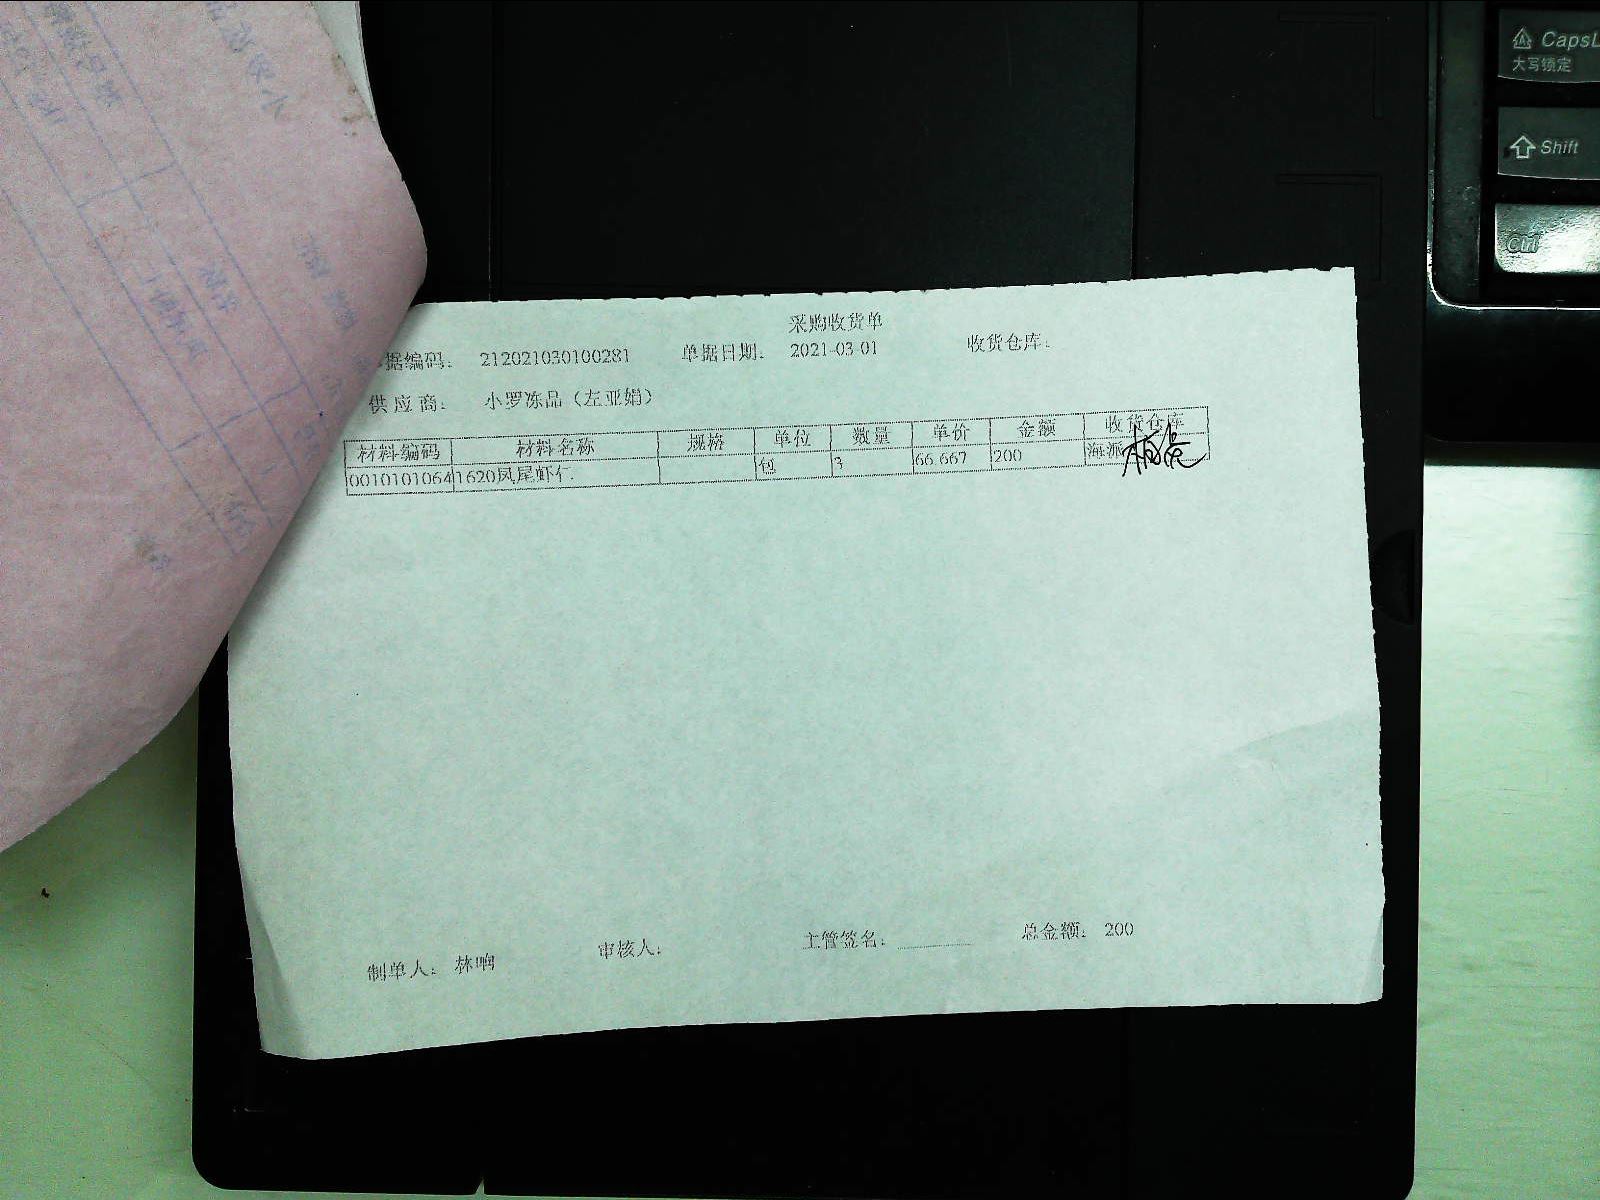 采购收货单
据编码: 212021030100281 单据日期: 2021-03-01 收货仓库:
供应商: 小罗冻品（左亚娟）
材料编码 材料名称 规格 单位 数量 单价 金额 收货仓库
0010101064 1620凤尾虾仁 包 3 66.667 200 海派
制单人: 林响 审核人: 主管签名: 总金额: 200
CapsL
大写锁定
Shift
Ctrl